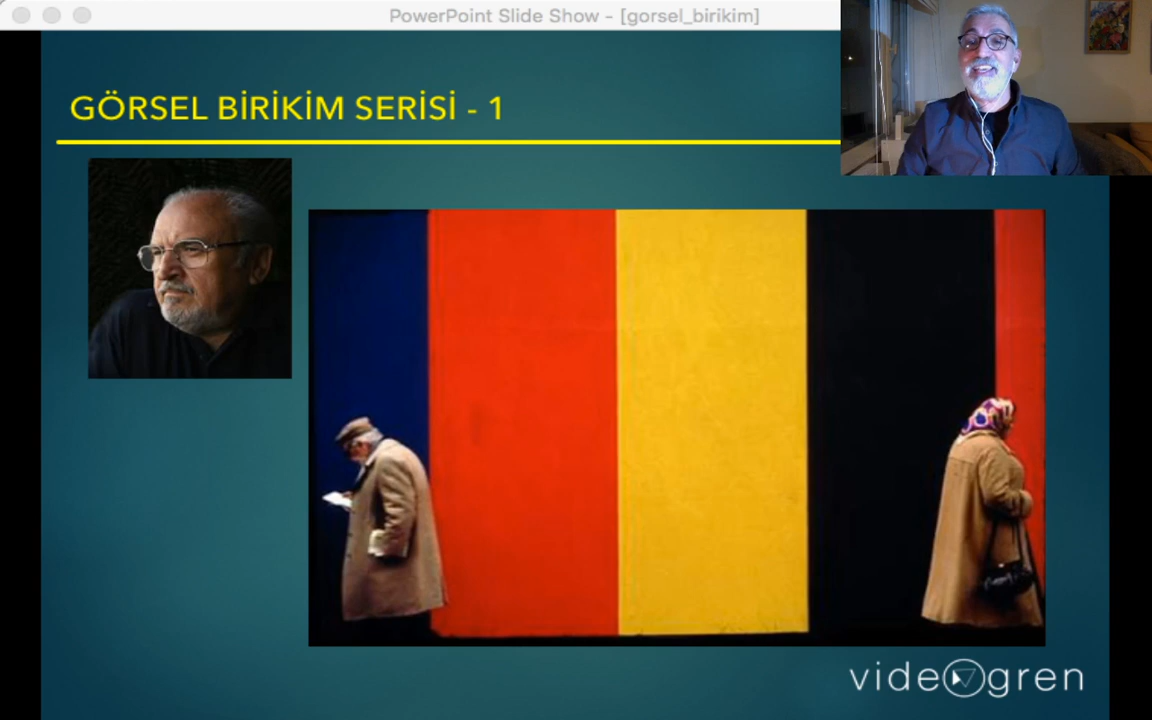 PowerPoint Slide Show - [gorsel_birikim]
GÖRSEL BİRİKİM SERİSİ - 1
videogren